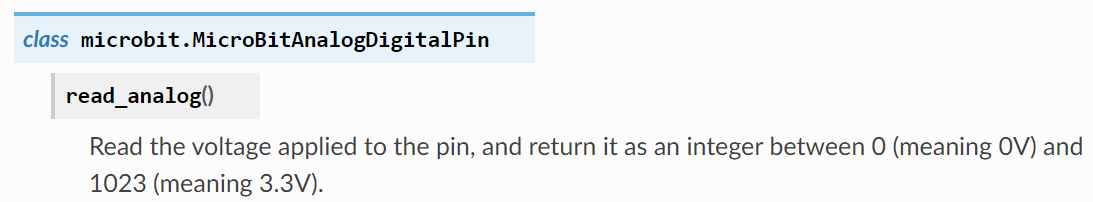 class microbit.MicroBitAnalogDigitalPin
read_analog()
Read the voltage applied to the pin, and return it as an integer between 0 (meaning 0V) and
1023 (meaning 3.3V).